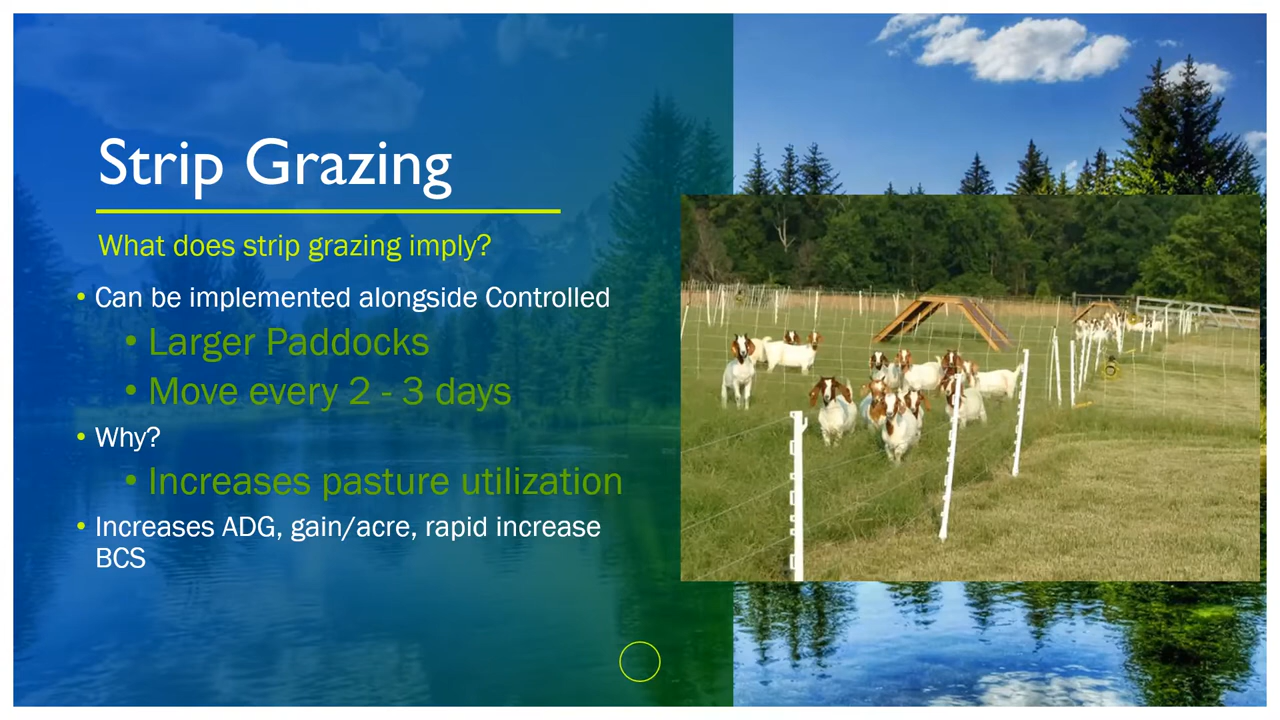 Strip Grazing
What does strip grazing imply?
• Can be implemented alongside Controlled
• Larger Paddocks
• Move every 2 - 3 days
• Why?
• Increases pasture utilization
• Increases ADG, gain/acre, rapid increase
BCS